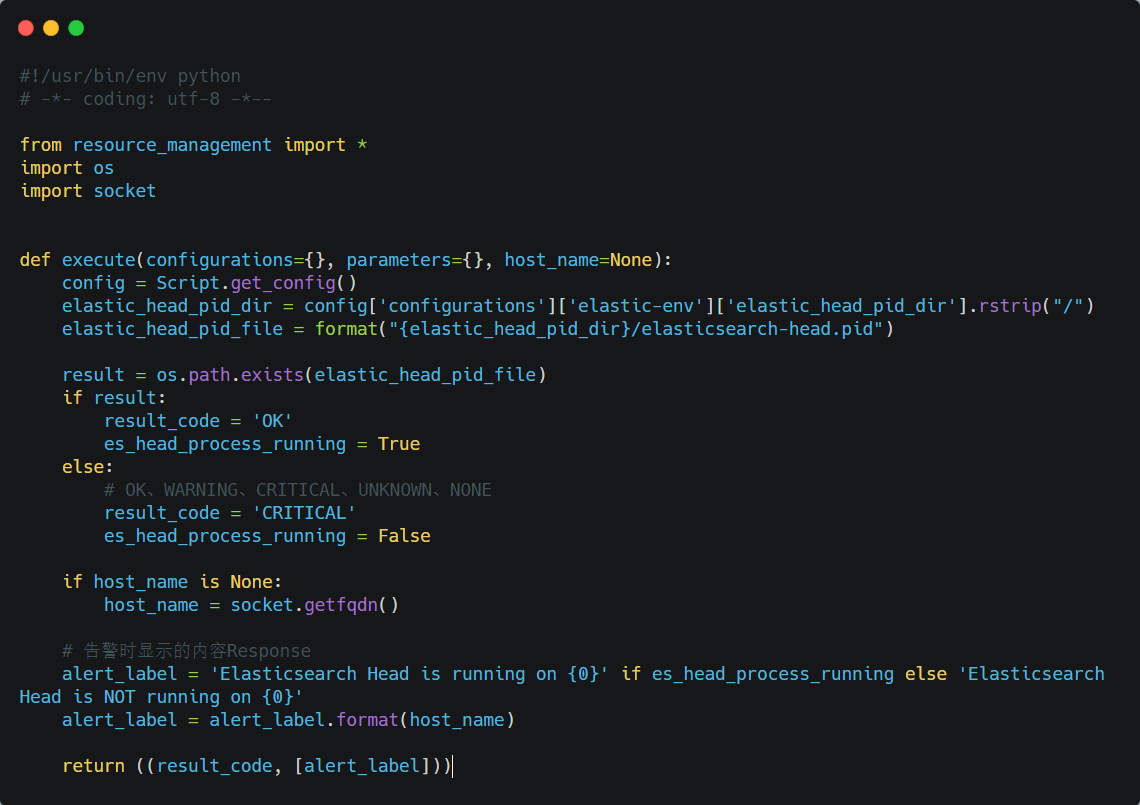 #!/usr/bin/env python
# -*- coding: utf-8 -*--

from resource_management import *
import os
import socket


def execute(configurations={}, parameters={}, host_name=None):
    config = Script.get_config()
    elastic_head_pid_dir = config['configurations']['elastic-env']['elastic_head_pid_dir'].rstrip("/")
    elastic_head_pid_file = format("{elastic_head_pid_dir}/elasticsearch-head.pid")

    result = os.path.exists(elastic_head_pid_file)
    if result:
        result_code = 'OK'
        es_head_process_running = True
    else:
        # OK、WARNING、CRITICAL、UNKNOWN、NONE
        result_code = 'CRITICAL'
        es_head_process_running = False

    if host_name is None:
        host_name = socket.getfqdn()

    # 告警时显示的内容Response
    alert_label = 'Elasticsearch Head is running on {0}' if es_head_process_running else 'Elasticsearch
Head is NOT running on {0}'
    alert_label = alert_label.format(host_name)

    return ((result_code, [alert_label]))